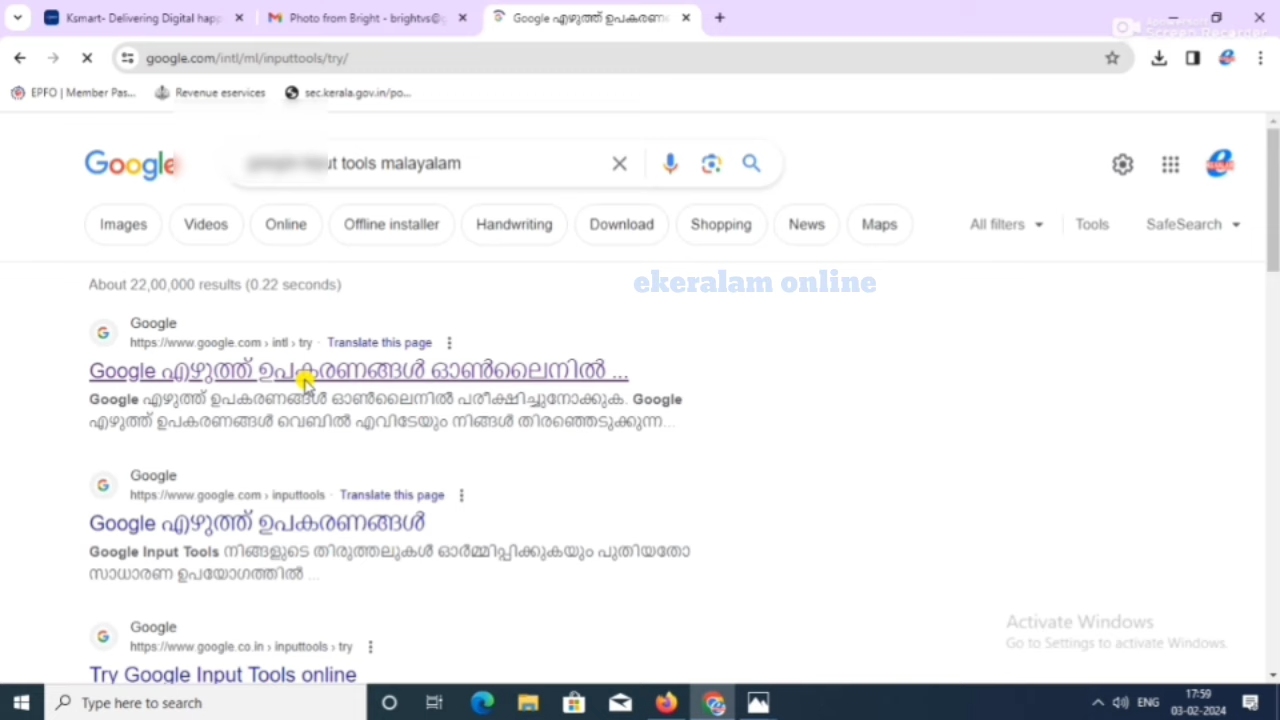 Ksmart- Delivering Digital happ
Photo from Bright - brightvs@g
Google എഴുത്ത് ഉപകരണങ
Screen Recorder
google.com/intl/ml/inputtools/try/
EPFO | Member Pas...
Revenue eservices
sec.kerala.gov.in/po...
Google
tools malayalam
Images
Videos
Online
Offline installer
Handwriting
Download
Shopping
News
Maps
All filters
Tools
SafeSearch
About 22,00,000 results (0.22 seconds)
ekeralam online
Google
https://www.google.com › intl › try · Translate this page
Google എഴുത്ത് ഉപകരണങ്ങൾ ഓൺലൈനിൽ ...
Google എഴുത്ത് ഉപകരണങ്ങൾ ഓൺലൈനിൽ പരീക്ഷിച്ചുനോക്കുക. Google
എഴുത്ത് ഉപകരണങ്ങൾ വെബിൽ എവിടേയും നിങ്ങൾ തിരഞ്ഞെടുക്കുന്ന...
Google
https://www.google.com › inputtools · Translate this page
Google എഴുത്ത് ഉപകരണങ്ങൾ
Google Input Tools നിങ്ങളുടെ തിരുത്തലുകൾ ഓർമ്മിപ്പിക്കുകയും പുതിയതോ
സാധാരണ ഉപയോഗത്തിൽ ...
Google
https://www.google.co.in › inputtools › try
Try Google Input Tools online
Activate Windows
Go to Settings to activate Windows.
Type here to search
ENG
17:59
03-02-2024